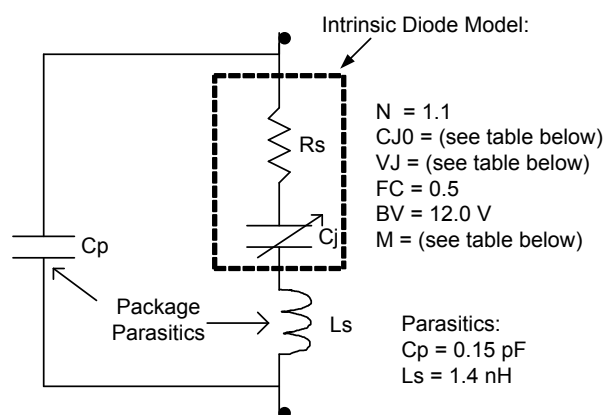 Intrinsic Diode Model:
N = 1.1
CJ0 = (see table below)
VJ = (see table below)
FC = 0.5
BV = 12.0 V
M = (see table below)
Rs
Cj
Cp
Package
Parasitics
Ls
Parasitics:
Cp = 0.15 pF
Ls = 1.4 nH